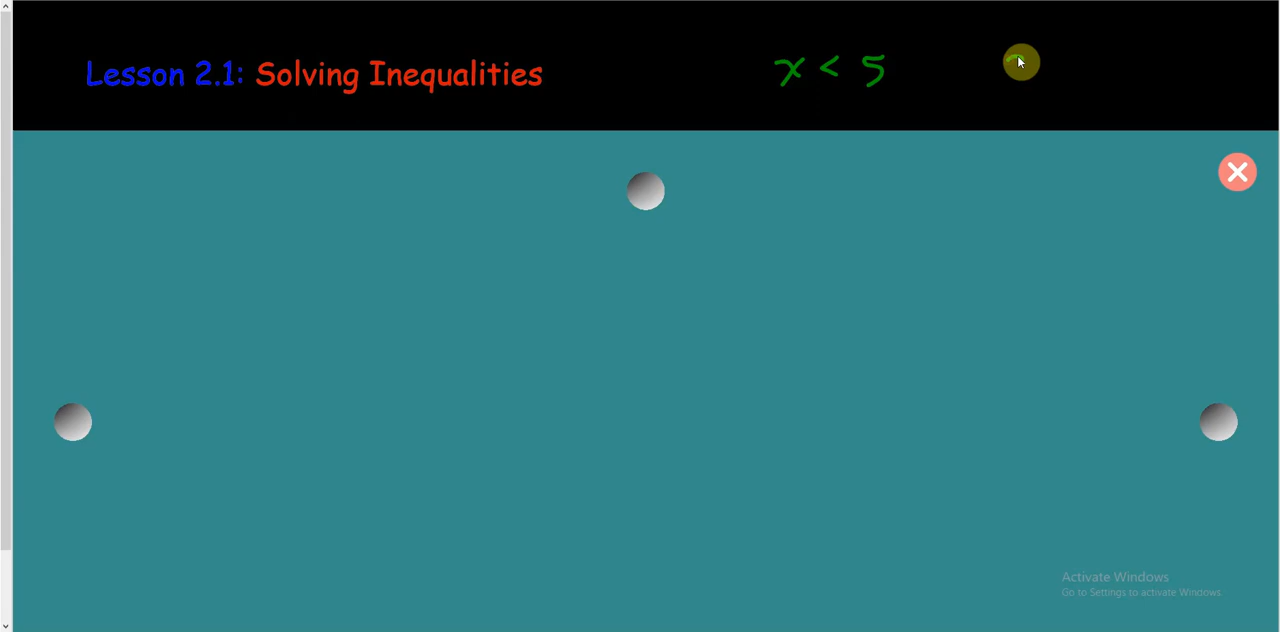 Lesson 2.1: Solving Inequalities
x < 5
Activate Windows
Go to Settings to activate Windows.